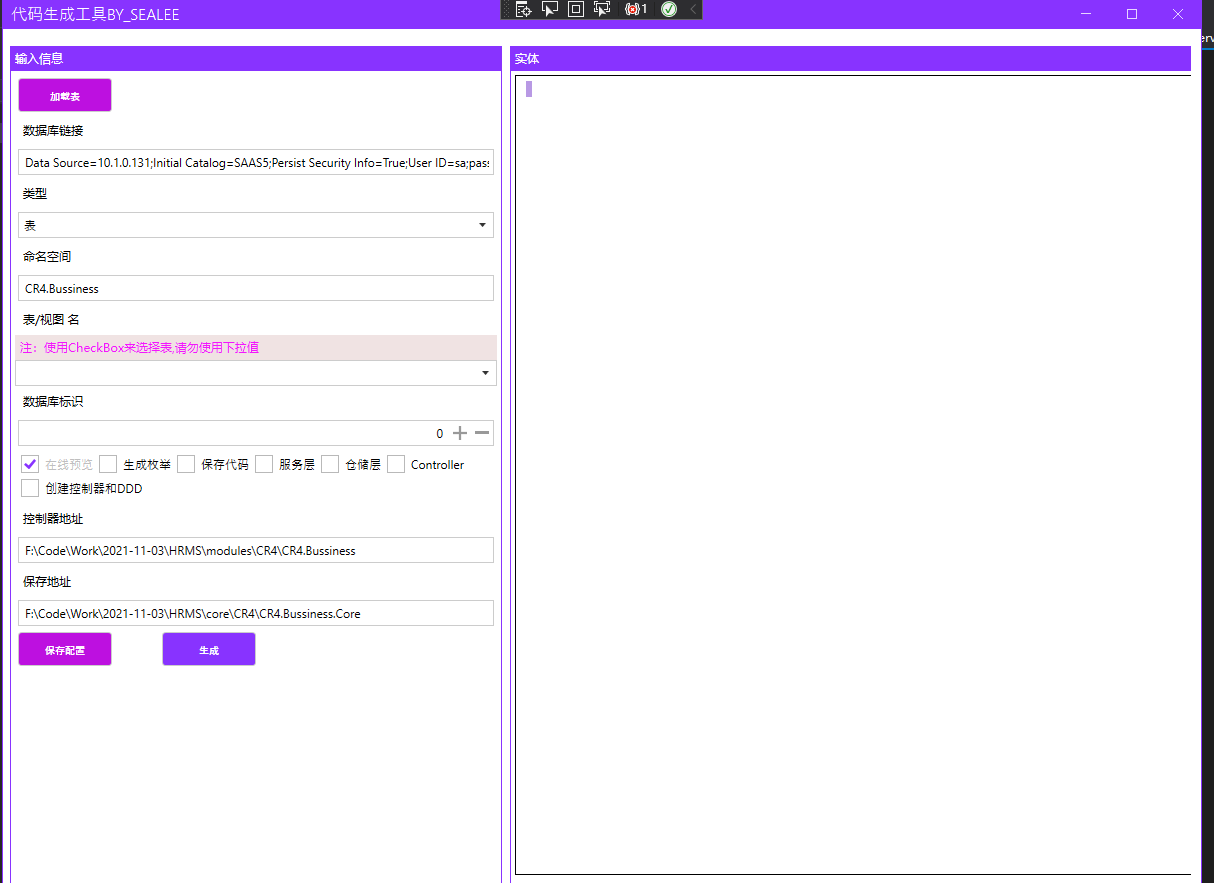 代码生成工具BY_SEALEE
1
输入信息
加载表
数据库链接
Data Source=10.1.0.131;Initial Catalog=SAAS5;Persist Security Info=True;User ID=sa;pas
类型
表
命名空间
CR4.Bussiness
表/视图 名
注：使用CheckBox来选择表,请勿使用下拉值
数据库标识
0
在线预览 生成枚举 保存代码 服务层 仓储层 Controller
创建控制器和DDD
控制器地址
F:\Code\Work\2021-11-03\HRMS\modules\CR4\CR4.Bussiness
保存地址
F:\Code\Work\2021-11-03\HRMS\core\CR4\CR4.Bussiness.Core
保存配置 生成
实体